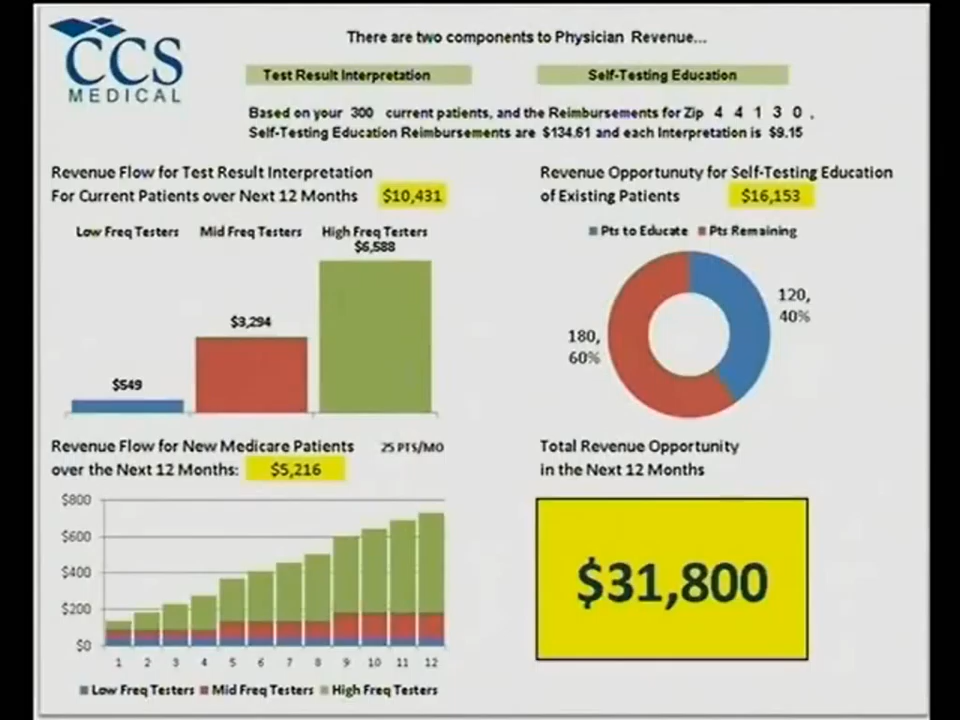 CCS
MEDICAL
There are two components to Physician Revenue...
Test Result Interpretation
Self-Testing Education
Based on your 300 current patients, and the Reimbursements for Zip 4 4 1 3 0 ,
Self-Testing Education Reimbursements are $134.61 and each Interpretation is $9.15
Revenue Flow for Test Result Interpretation
For Current Patients over Next 12 Months $10,431
Low Freq Testers Mid Freq Testers High Freq Testers
$6,588
$3,294
$549
Revenue Opportunuty for Self-Testing Education
of Existing Patients $16,153
Pts to Educate Pts Remaining
120,
40%
180,
60%
Revenue Flow for New Medicare Patients 25 PTS/MO
over the Next 12 Months: $5,216
$800
$600
$400
$200
$0
1 2 3 4 5 6 7 8 9 10 11 12
Low Freq Testers Mid Freq Testers High Freq Testers
Total Revenue Opportunity
in the Next 12 Months
$31,800